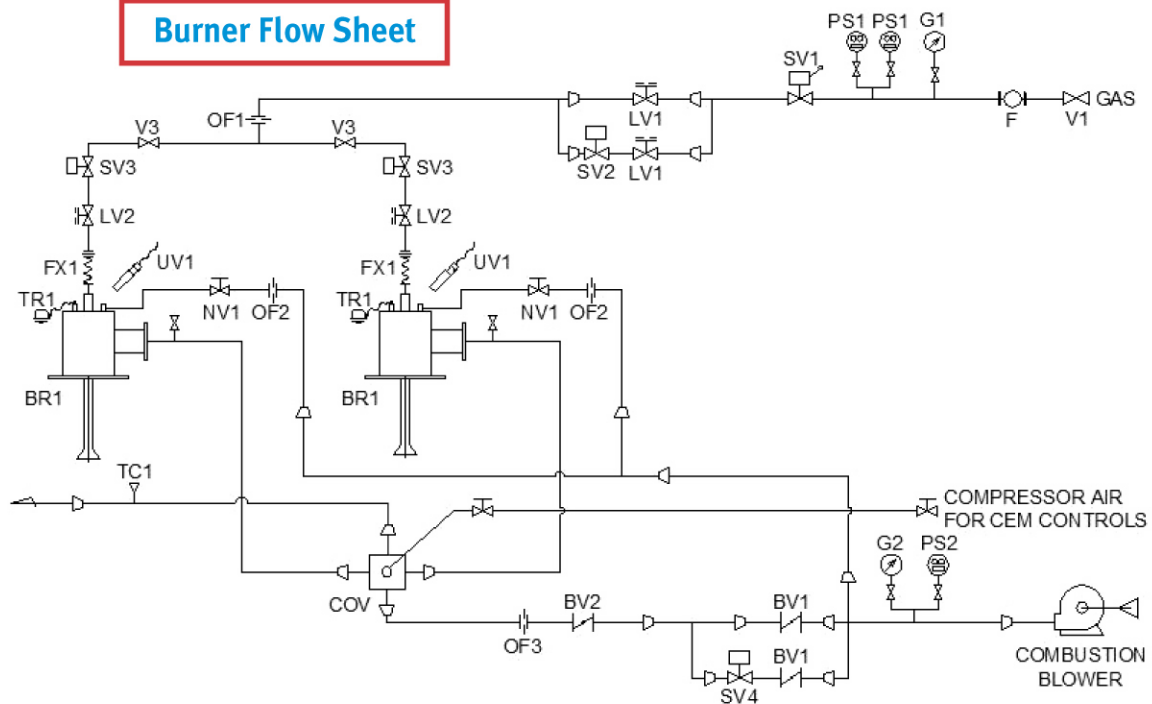 Burner Flow Sheet
PS1 PS1 G1
SV1
GAS
OF1
LV1
F
V1
V3
V3
SV2
LV1
SV3
SV3
LV2
LV2
FX1
UV1
FX1
UV1
TR1
NV1
OF2
TR1
NV1
OF2
BR1
BR1
TC1
COMPRESSOR AIR
FOR CEM CONTROLS
G2
PS2
COV
BV2
BV1
OF3
BV1
SV4
COMBUSTION
BLOWER